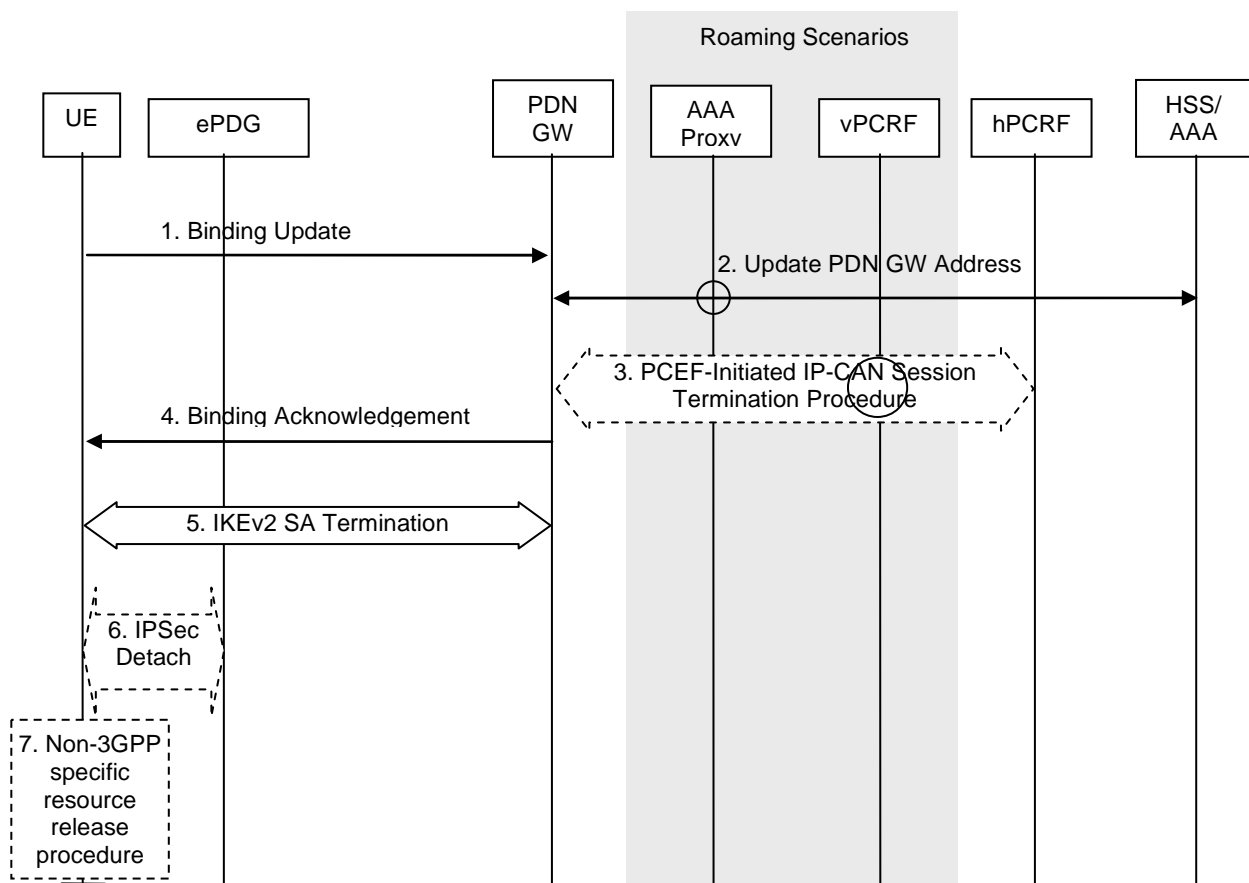 Roaming Scenarios
UE
ePDG
PDN
GW
AAA
Proxy
vPCRF
hPCRF
HSS/
AAA
1. Binding Update
2. Update PDN GW Address
3. PCEF-Initiated IP-CAN Session
Termination Procedure
4. Binding Acknowledgement
5. IKEv2 SA Termination
6. IPSec
Detach
7. Non-3GPP
specific
resource
release
procedure